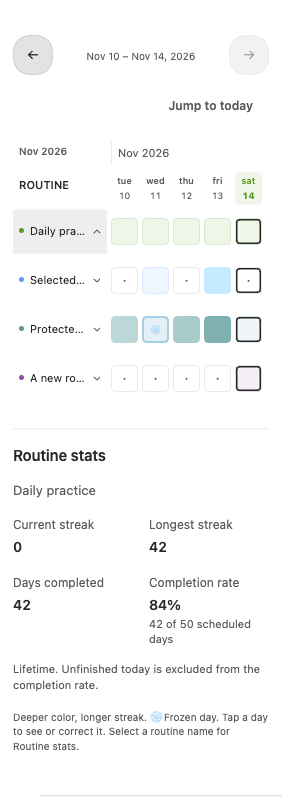 ←
Nov 10 – Nov 14, 2026
→
Jump to today
Nov 2026
Nov 2026
ROUTINE
tue wed thu fri sat
10 11 12 13 14
Daily pra...
Selected...
Protecte...
A new ro...
Routine stats
Daily practice
Current streak
0
Longest streak
42
Days completed
42
Completion rate
84%
42 of 50 scheduled
days
Lifetime. Unfinished today is excluded from the
completion rate.
Deeper color, longer streak. Frozen day. Tap a day
to see or correct it. Select a routine name for
Routine stats.